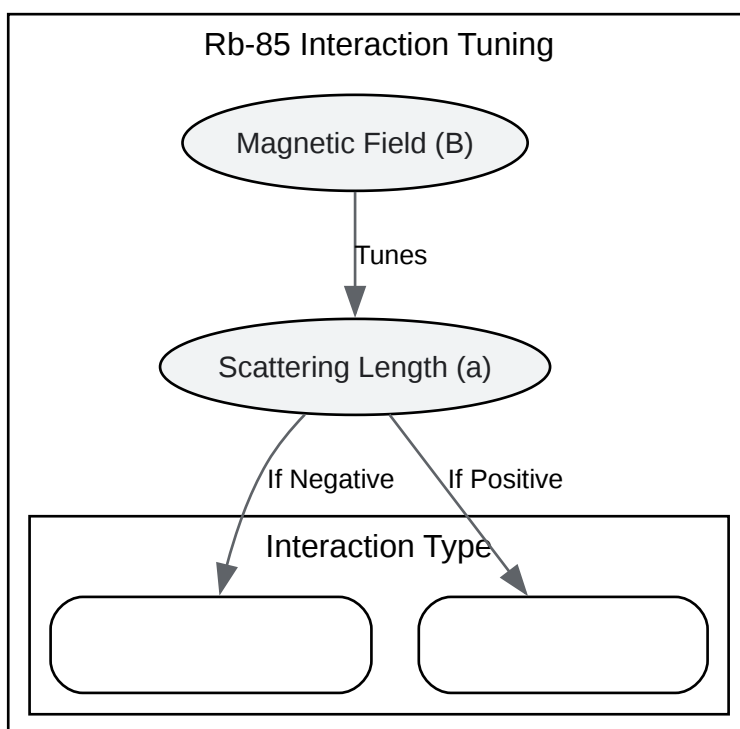 Rb-85 Interaction Tuning
Magnetic Field (B)
Tunes
Scattering Length (a)
If Negative
If Positive
Interaction Type